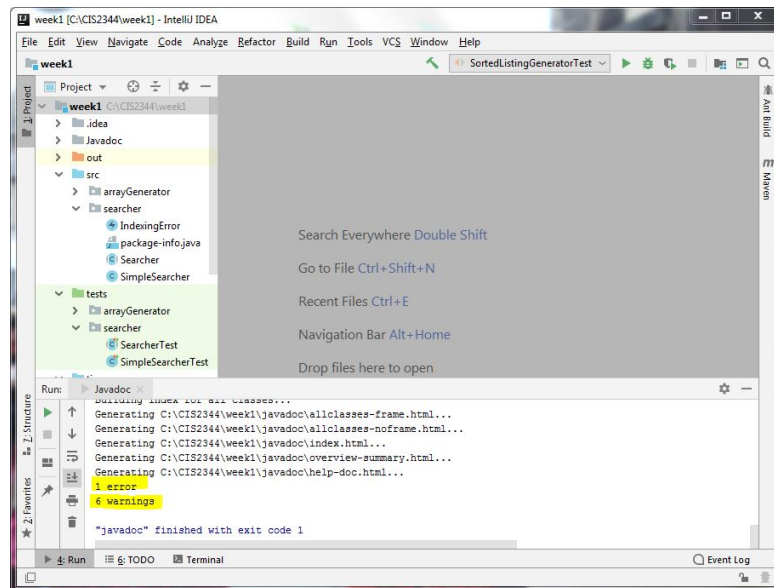 week1 [C:\CIS2344\week1] - IntelliJ IDEA
File Edit View Navigate Code Analyze Refactor Build Run Tools VCS Window Help
week1 SortedListingGeneratorTest
1: Project
Project
week1 C:\CIS2344\week1
.idea
Javadoc
out
src
arrayGenerator
searcher
IndexingError
package-info.java
Searcher
SimpleSearcher
tests
arrayGenerator
searcher
SearcherTest
SimpleSearcherTest
Search Everywhere Double Shift
Go to File Ctrl+Shift+N
Recent Files Ctrl+E
Navigation Bar Alt+Home
Drop files here to open
Ant Build
m Maven
Run: Javadoc
Building index for all classes...
Generating C:\CIS2344\week1\javadoc\allclasses-frame.html...
Generating C:\CIS2344\week1\javadoc\allclasses-noframe.html...
Generating C:\CIS2344\week1\javadoc\index.html...
Generating C:\CIS2344\week1\javadoc\overview-summary.html...
Generating C:\CIS2344\week1\javadoc\help-doc.html...
1 error
6 warnings
"javadoc" finished with exit code 1
Z: Structure
2: Favorites
4: Run 6: TODO Terminal Event Log